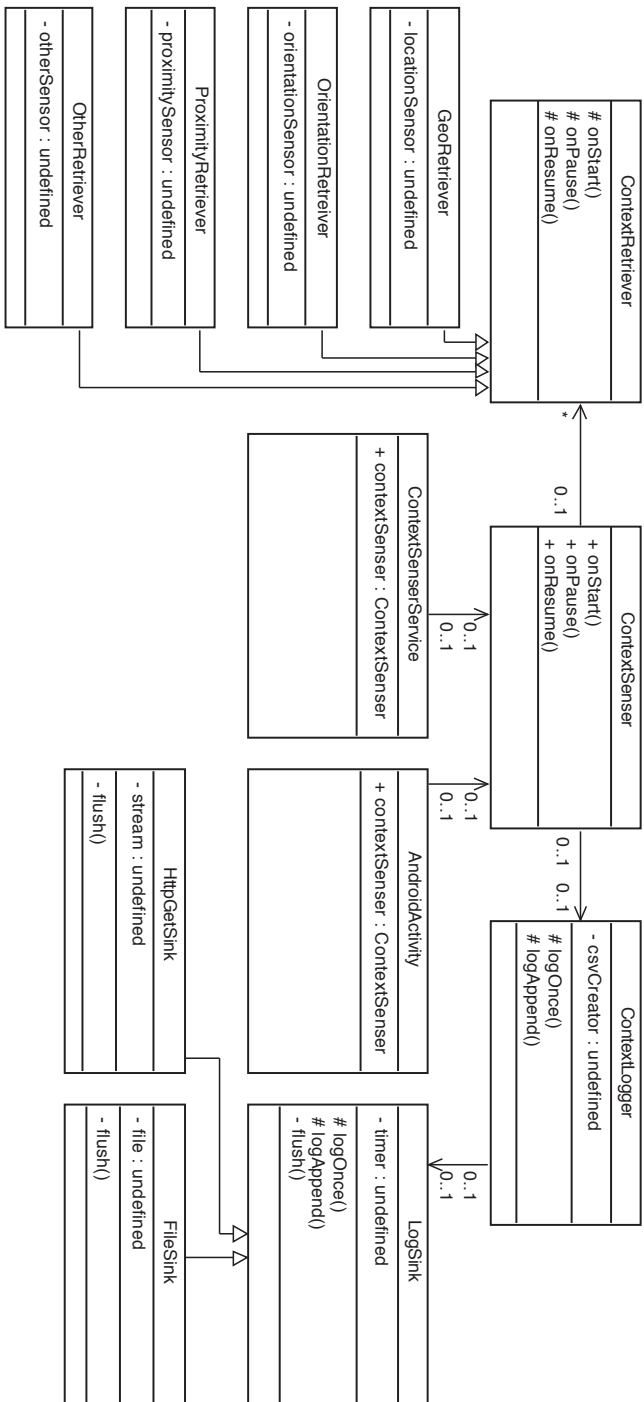 ContextRetriever
# onStart()
# onPause()
# onResume()
*
0..1
ContextSenser
+ onStart()
+ onPause()
+ onResume()
0..1
0..1
ContextLogger
- csvCreator : undefined
# logOnce()
# logAppend()
GeoRetriever
- locationSensor : undefined
OrientationRetreiver
- orientationSensor : undefined
ProximityRetriever
- proximitySensor : undefined
OtherRetriever
- otherSensor : undefined
0..1
0..1
ContextSenserService
+ contextSenser : ContextSenser
0..1
0..1
AndroidActivity
+ contextSenser : ContextSenser
0..1
0..1
LogSink
- timer : undefined
# logOnce()
# logAppend()
- flush()
HttpGetSink
- stream : undefined
- flush()
FileSink
- file : undefined
- flush()